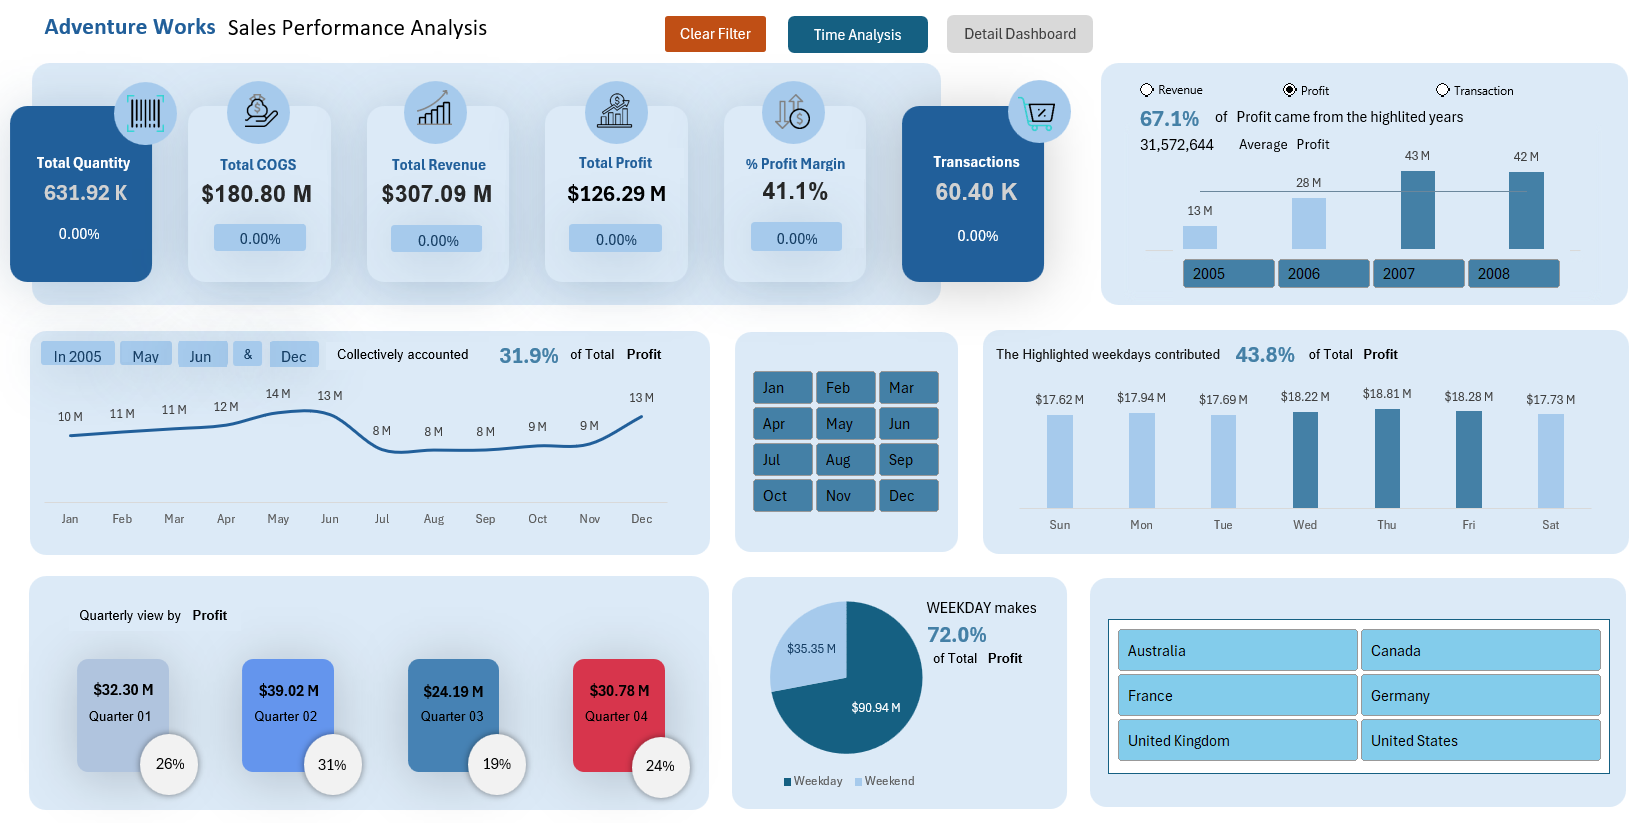 Adventure Works Sales Performance Analysis
Clear Filter
Time Analysis
Detail Dashboard
Total Quantity
631.92 K
0.00%
Total COGS
$180.80 M
0.00%
Total Revenue
$307.09 M
0.00%
Total Profit
$126.29 M
0.00%
% Profit Margin
41.1%
0.00%
Transactions
60.40 K
0.00%
Revenue
Profit
Transaction
67.1% of Profit came from the highlited years
31,572,644 Average Profit
13 M
28 M
43 M
42 M
2005
2006
2007
2008
In 2005 May Jun & Dec Collectively accounted 31.9% of Total Profit
10 M
11 M
11 M
12 M
14 M
13 M
8 M
8 M
8 M
9 M
9 M
13 M
Jan
Feb
Mar
Apr
May
Jun
Jul
Aug
Sep
Oct
Nov
Dec
Jan
Feb
Mar
Apr
May
Jun
Jul
Aug
Sep
Oct
Nov
Dec
The Highlighted weekdays contributed 43.8% of Total Profit
$17.62 M
$17.94 M
$17.69 M
$18.22 M
$18.81 M
$18.28 M
$17.73 M
Sun
Mon
Tue
Wed
Thu
Fri
Sat
Quarterly view by Profit
$32.30 M
Quarter 01
26%
$39.02 M
Quarter 02
31%
$24.19 M
Quarter 03
19%
$30.78 M
Quarter 04
24%
WEEKDAY makes
72.0%
of Total Profit
$35.35 M
$90.94 M
Weekday
Weekend
Australia
Canada
France
Germany
United Kingdom
United States